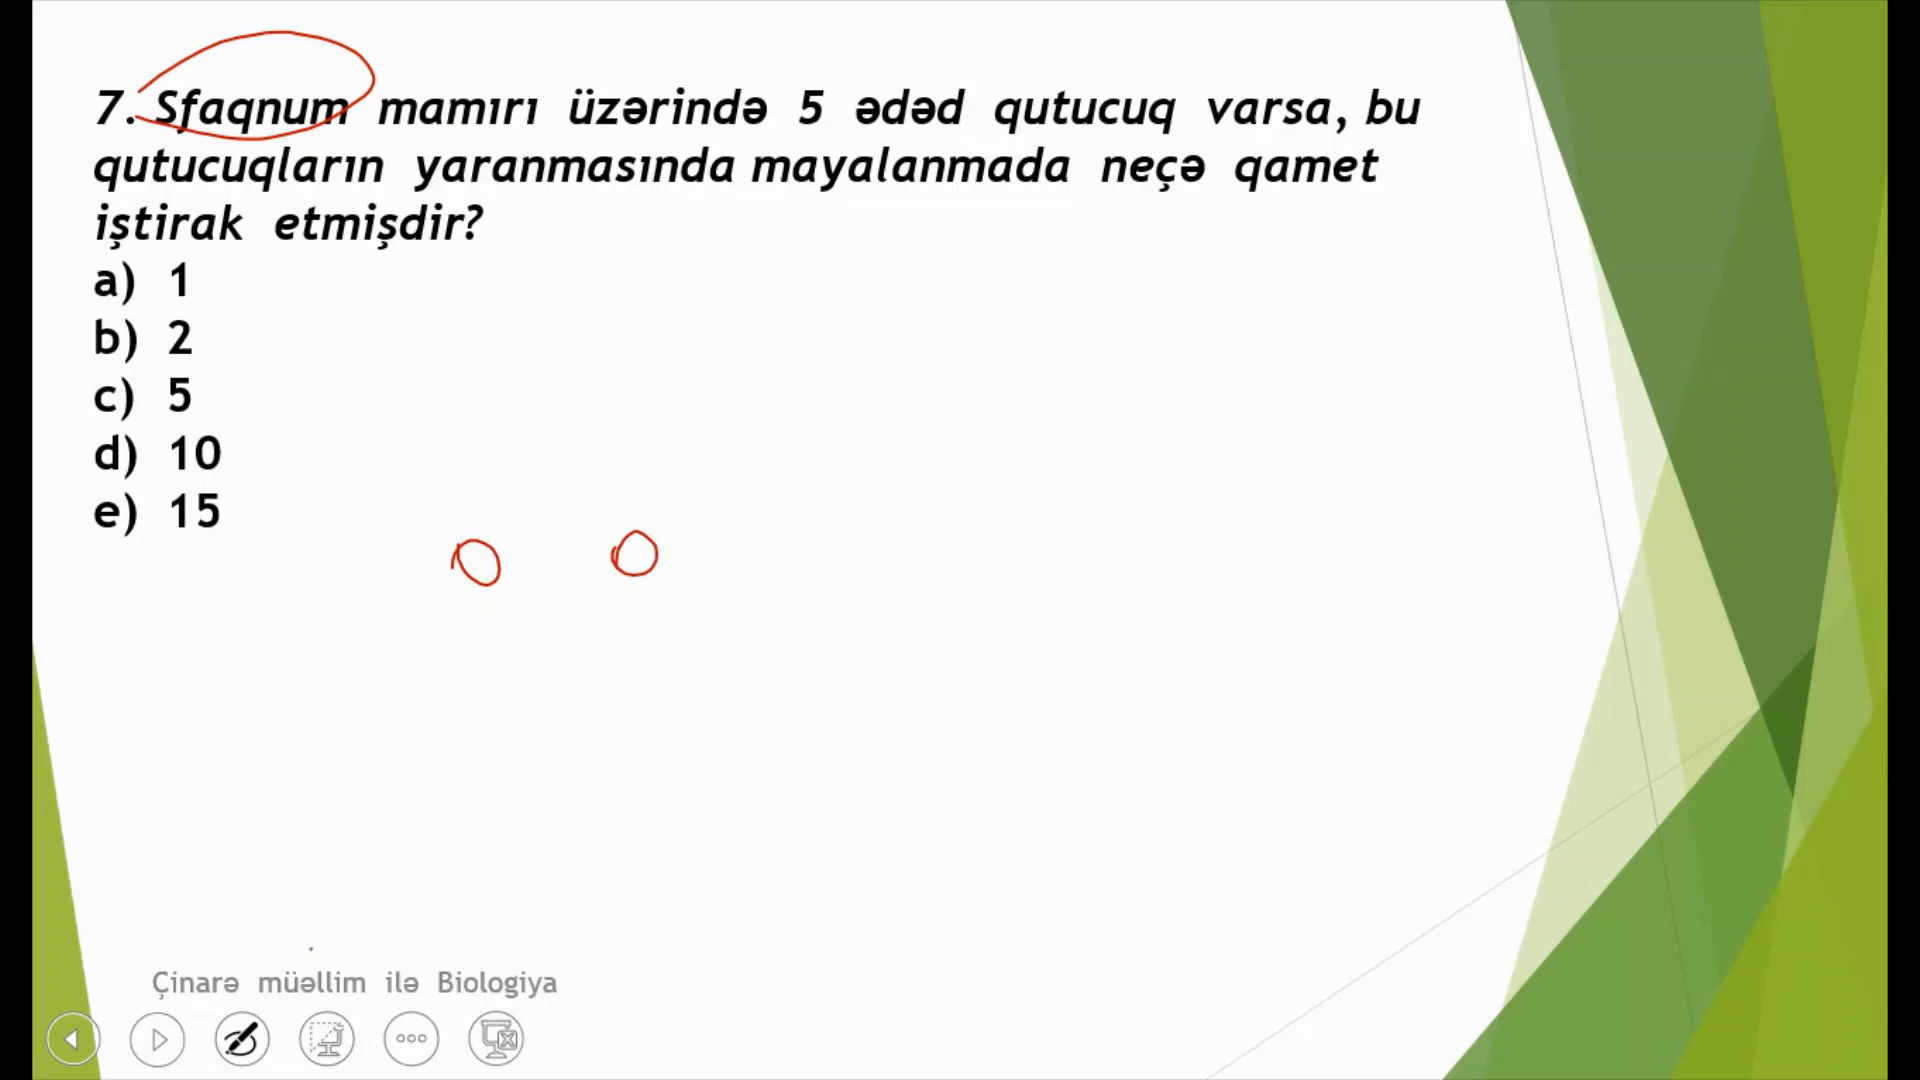 7. Sfaqnum mamırı üzərində 5 ədəd qutucuq varsa, bu
qutucuqların yaranmasında mayalanmada neçə qamet
iştirak etmişdir?
a) 1
b) 2
c) 5
d) 10
e) 15
Çinarə müəllim ilə Biologiya